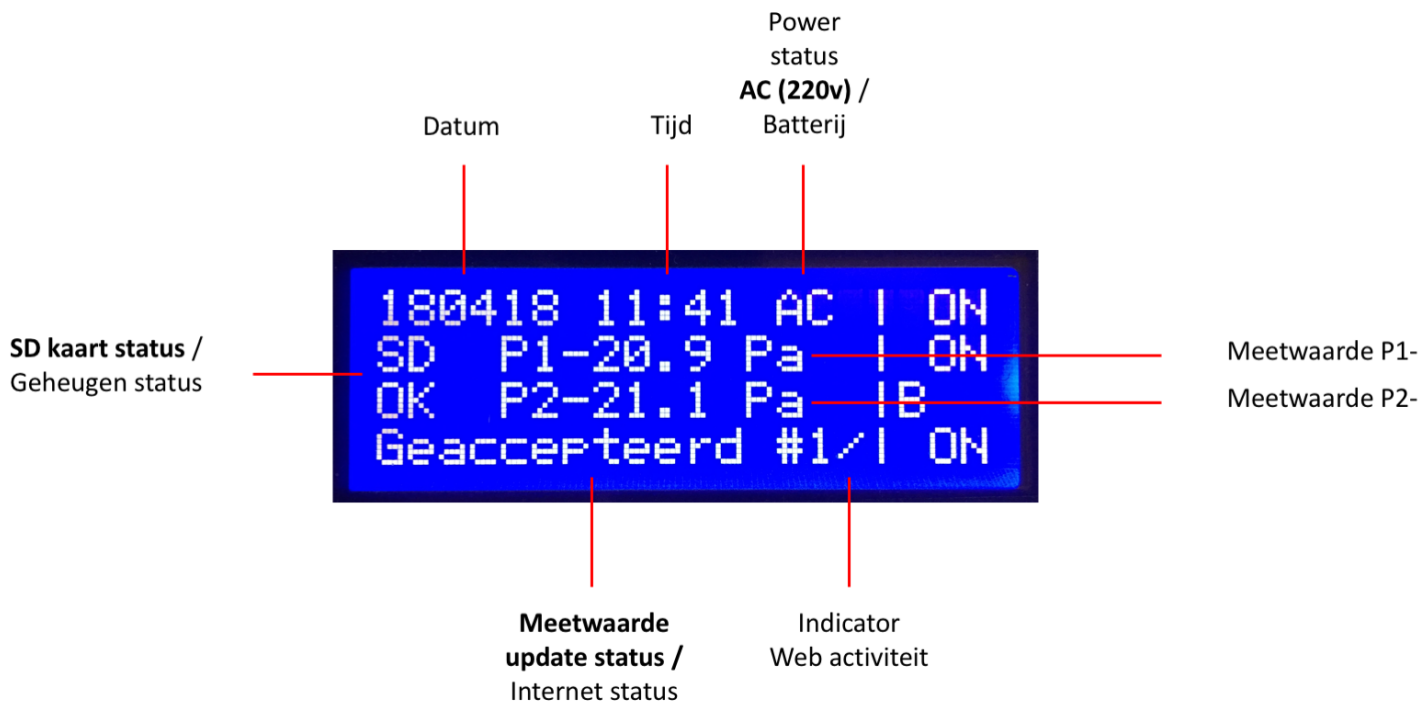 Power
status
AC (220v) /
Batterij
Datum
Tijd
180418 11:41 AC | ON
SD P1-20.9 Pa | ON
OK P2-21.1 Pa |B
Geaccepteerd #1/| ON
SD kaart status /
Geheugen status
Meetwaarde P1-
Meetwaarde P2-
Meetwaarde
update status /
Internet status
Indicator
Web activiteit